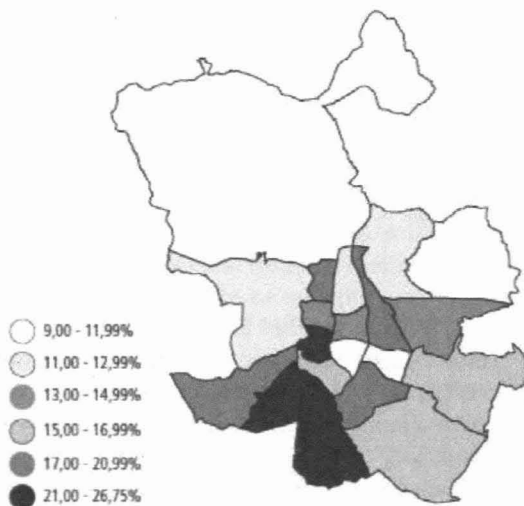 9,00 - 11,99%
11,00 - 12,99%
13,00 - 14,99%
15,00 - 16,99%
17,00 - 20,99%
21,00 - 26,75%